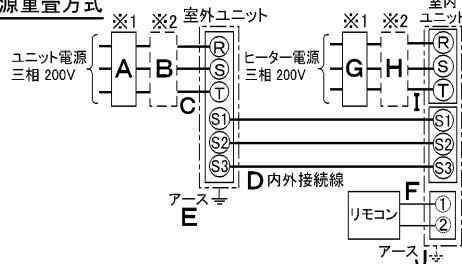 源重畳方式
※1 ※2 室外ユニット
※1 ※2 室内ユニット
ユニット電源
三相 200V
A B C
R
S
T
S1
S2
S3
ヒーター電源
三相 200V
G H I
R
S
T
S1
S2
S3
D 内外接続線
アース
E
リモコン
F
①
②
アース J